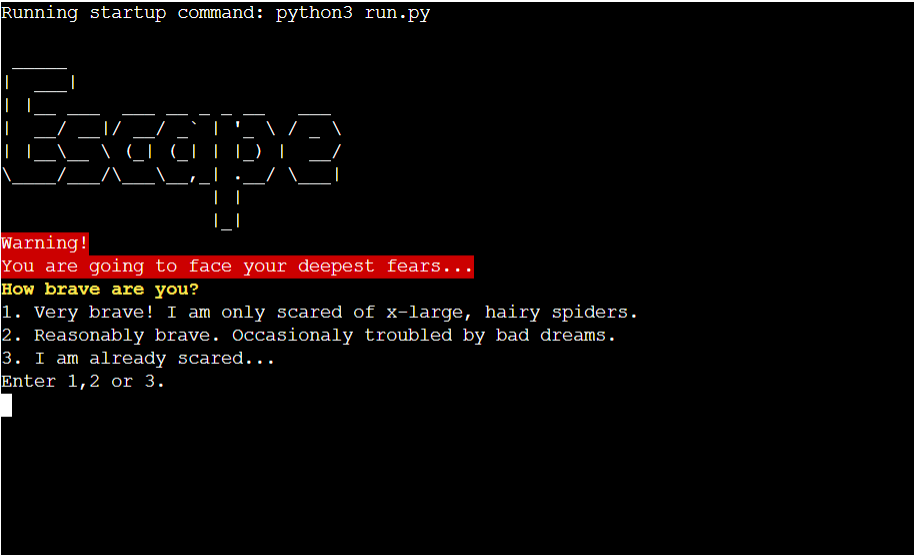 Running startup command: python3 run.py
Escape
Warning!
You are going to face your deepest fears...
How brave are you?
1. Very brave! I am only scared of x-large, hairy spiders.
2. Reasonably brave. Occasionaly troubled by bad dreams.
3. I am already scared...
Enter 1,2 or 3.